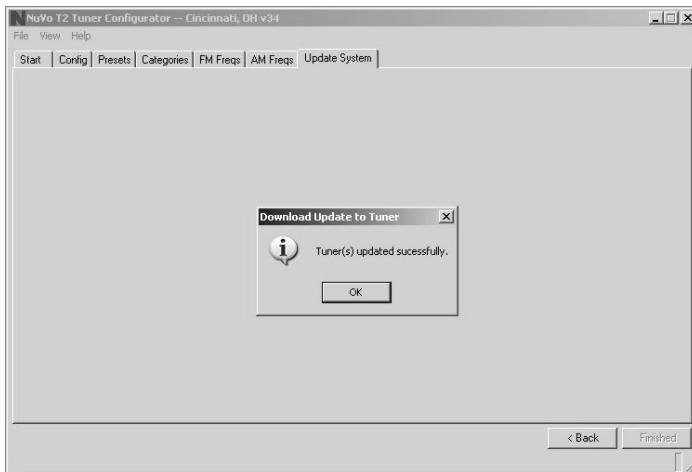 NuVo T2 Tuner Configurator -- Cincinnati, OH v34
File View Help
Start Config Presets Categories FM Freqs AM Freqs Update System
Download Update to Tuner
Tuner(s) updated sucessfully.
OK
< Back Finished